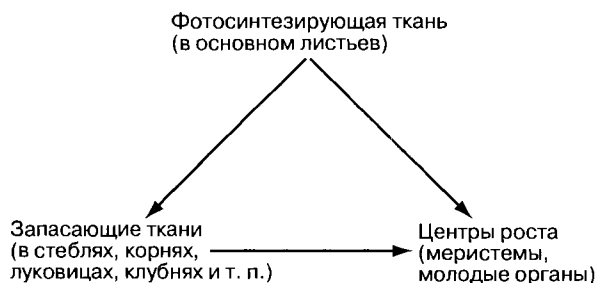 Фотосинтезирующая ткань
(в основном листьев)
Запасающие ткани
(в стеблях, корнях,
луковицах, клубнях и т. п.)
Центры роста
(меристемы,
молодые органы)